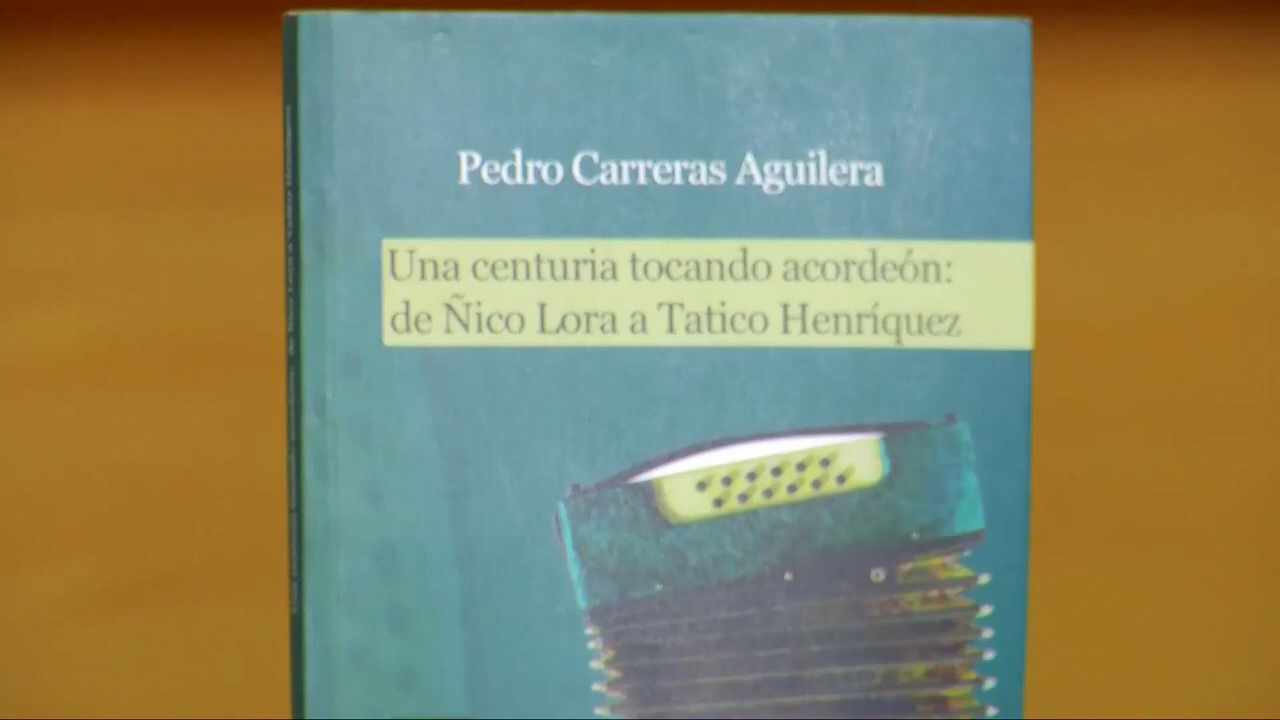 Pedro Carreras Aguilera
Una centuria tocando acordeón:
de Ñico Lora a Tatico Henríquez